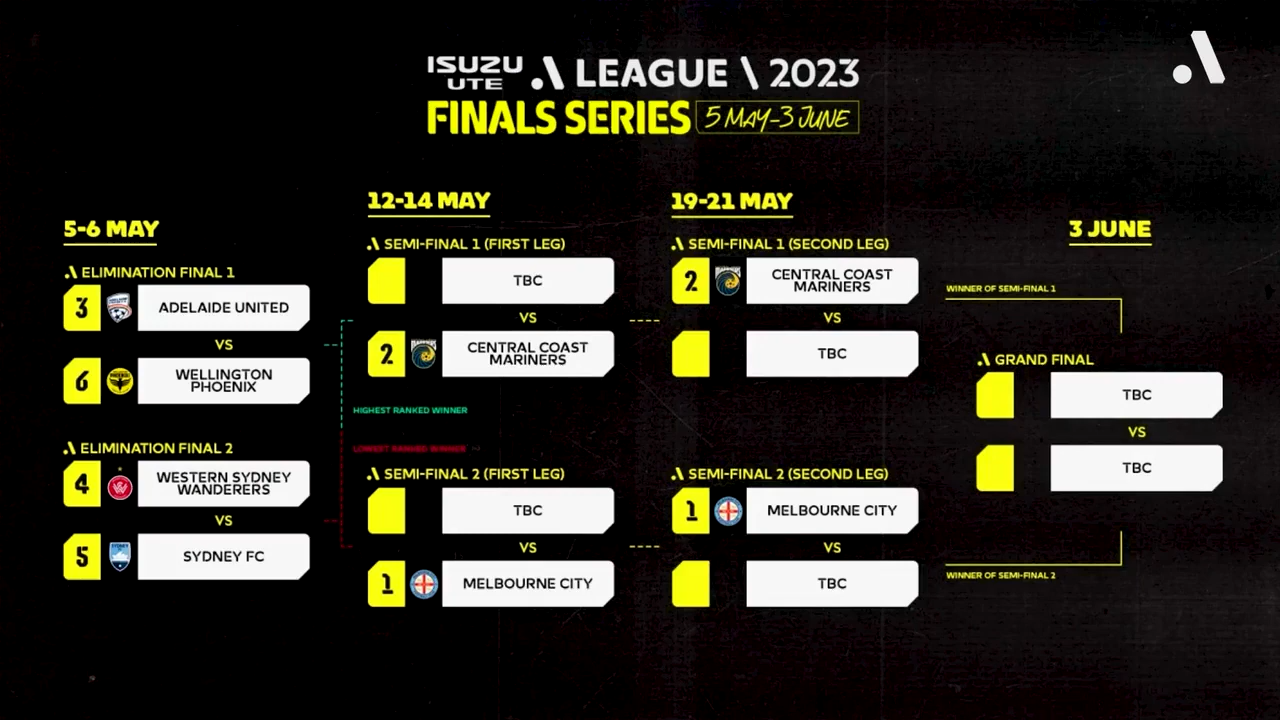 ISUZU UTE A LEAGUE \ 2023
FINALS SERIES 5 MAY-3 JUNE
5-6 MAY
ELIMINATION FINAL 1
3 ADELAIDE UNITED
VS
6 WELLINGTON
PHOENIX
ELIMINATION FINAL 2
4 WESTERN SYDNEY
WANDERERS
VS
5 SYDNEY FC
12-14 MAY
SEMI-FINAL 1 (FIRST LEG)
TBC
VS
2 CENTRAL COAST
MARINERS
HIGHEST RANKED WINNER
LOWEST RANKED WINNER
SEMI-FINAL 2 (FIRST LEG)
TBC
VS
1 MELBOURNE CITY
19-21 MAY
SEMI-FINAL 1 (SECOND LEG)
2 CENTRAL COAST
MARINERS
VS
TBC
SEMI-FINAL 2 (SECOND LEG)
1 MELBOURNE CITY
VS
TBC
3 JUNE
WINNER OF SEMI-FINAL 1
GRAND FINAL
TBC
VS
TBC
WINNER OF SEMI-FINAL 2